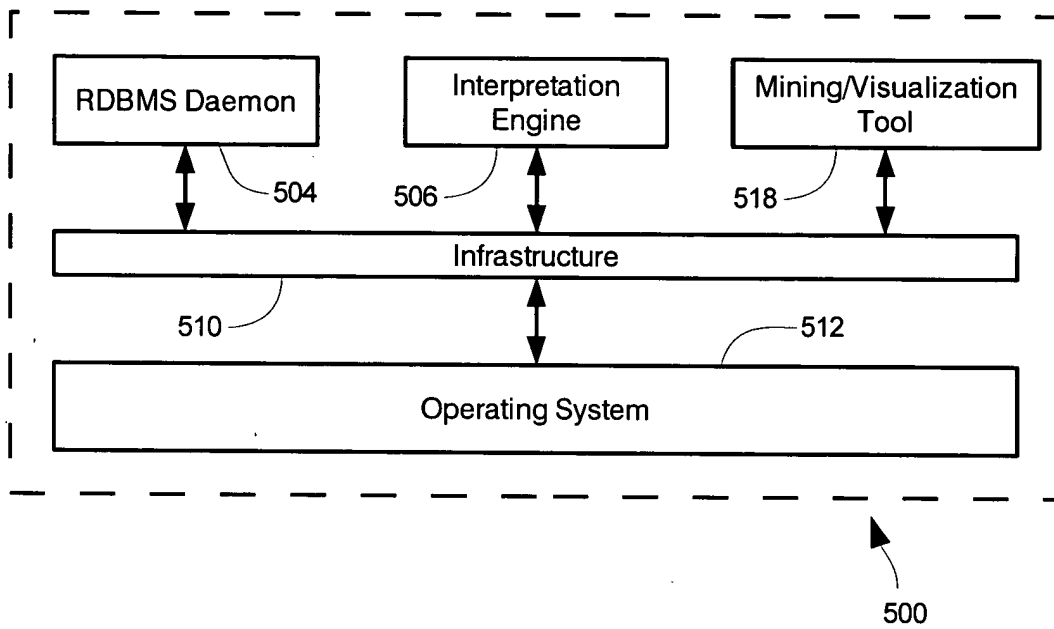 RDBMS Daemon
Interpretation
Engine
Mining/Visualization
Tool
504
506
518
Infrastructure
510
512
Operating System
500